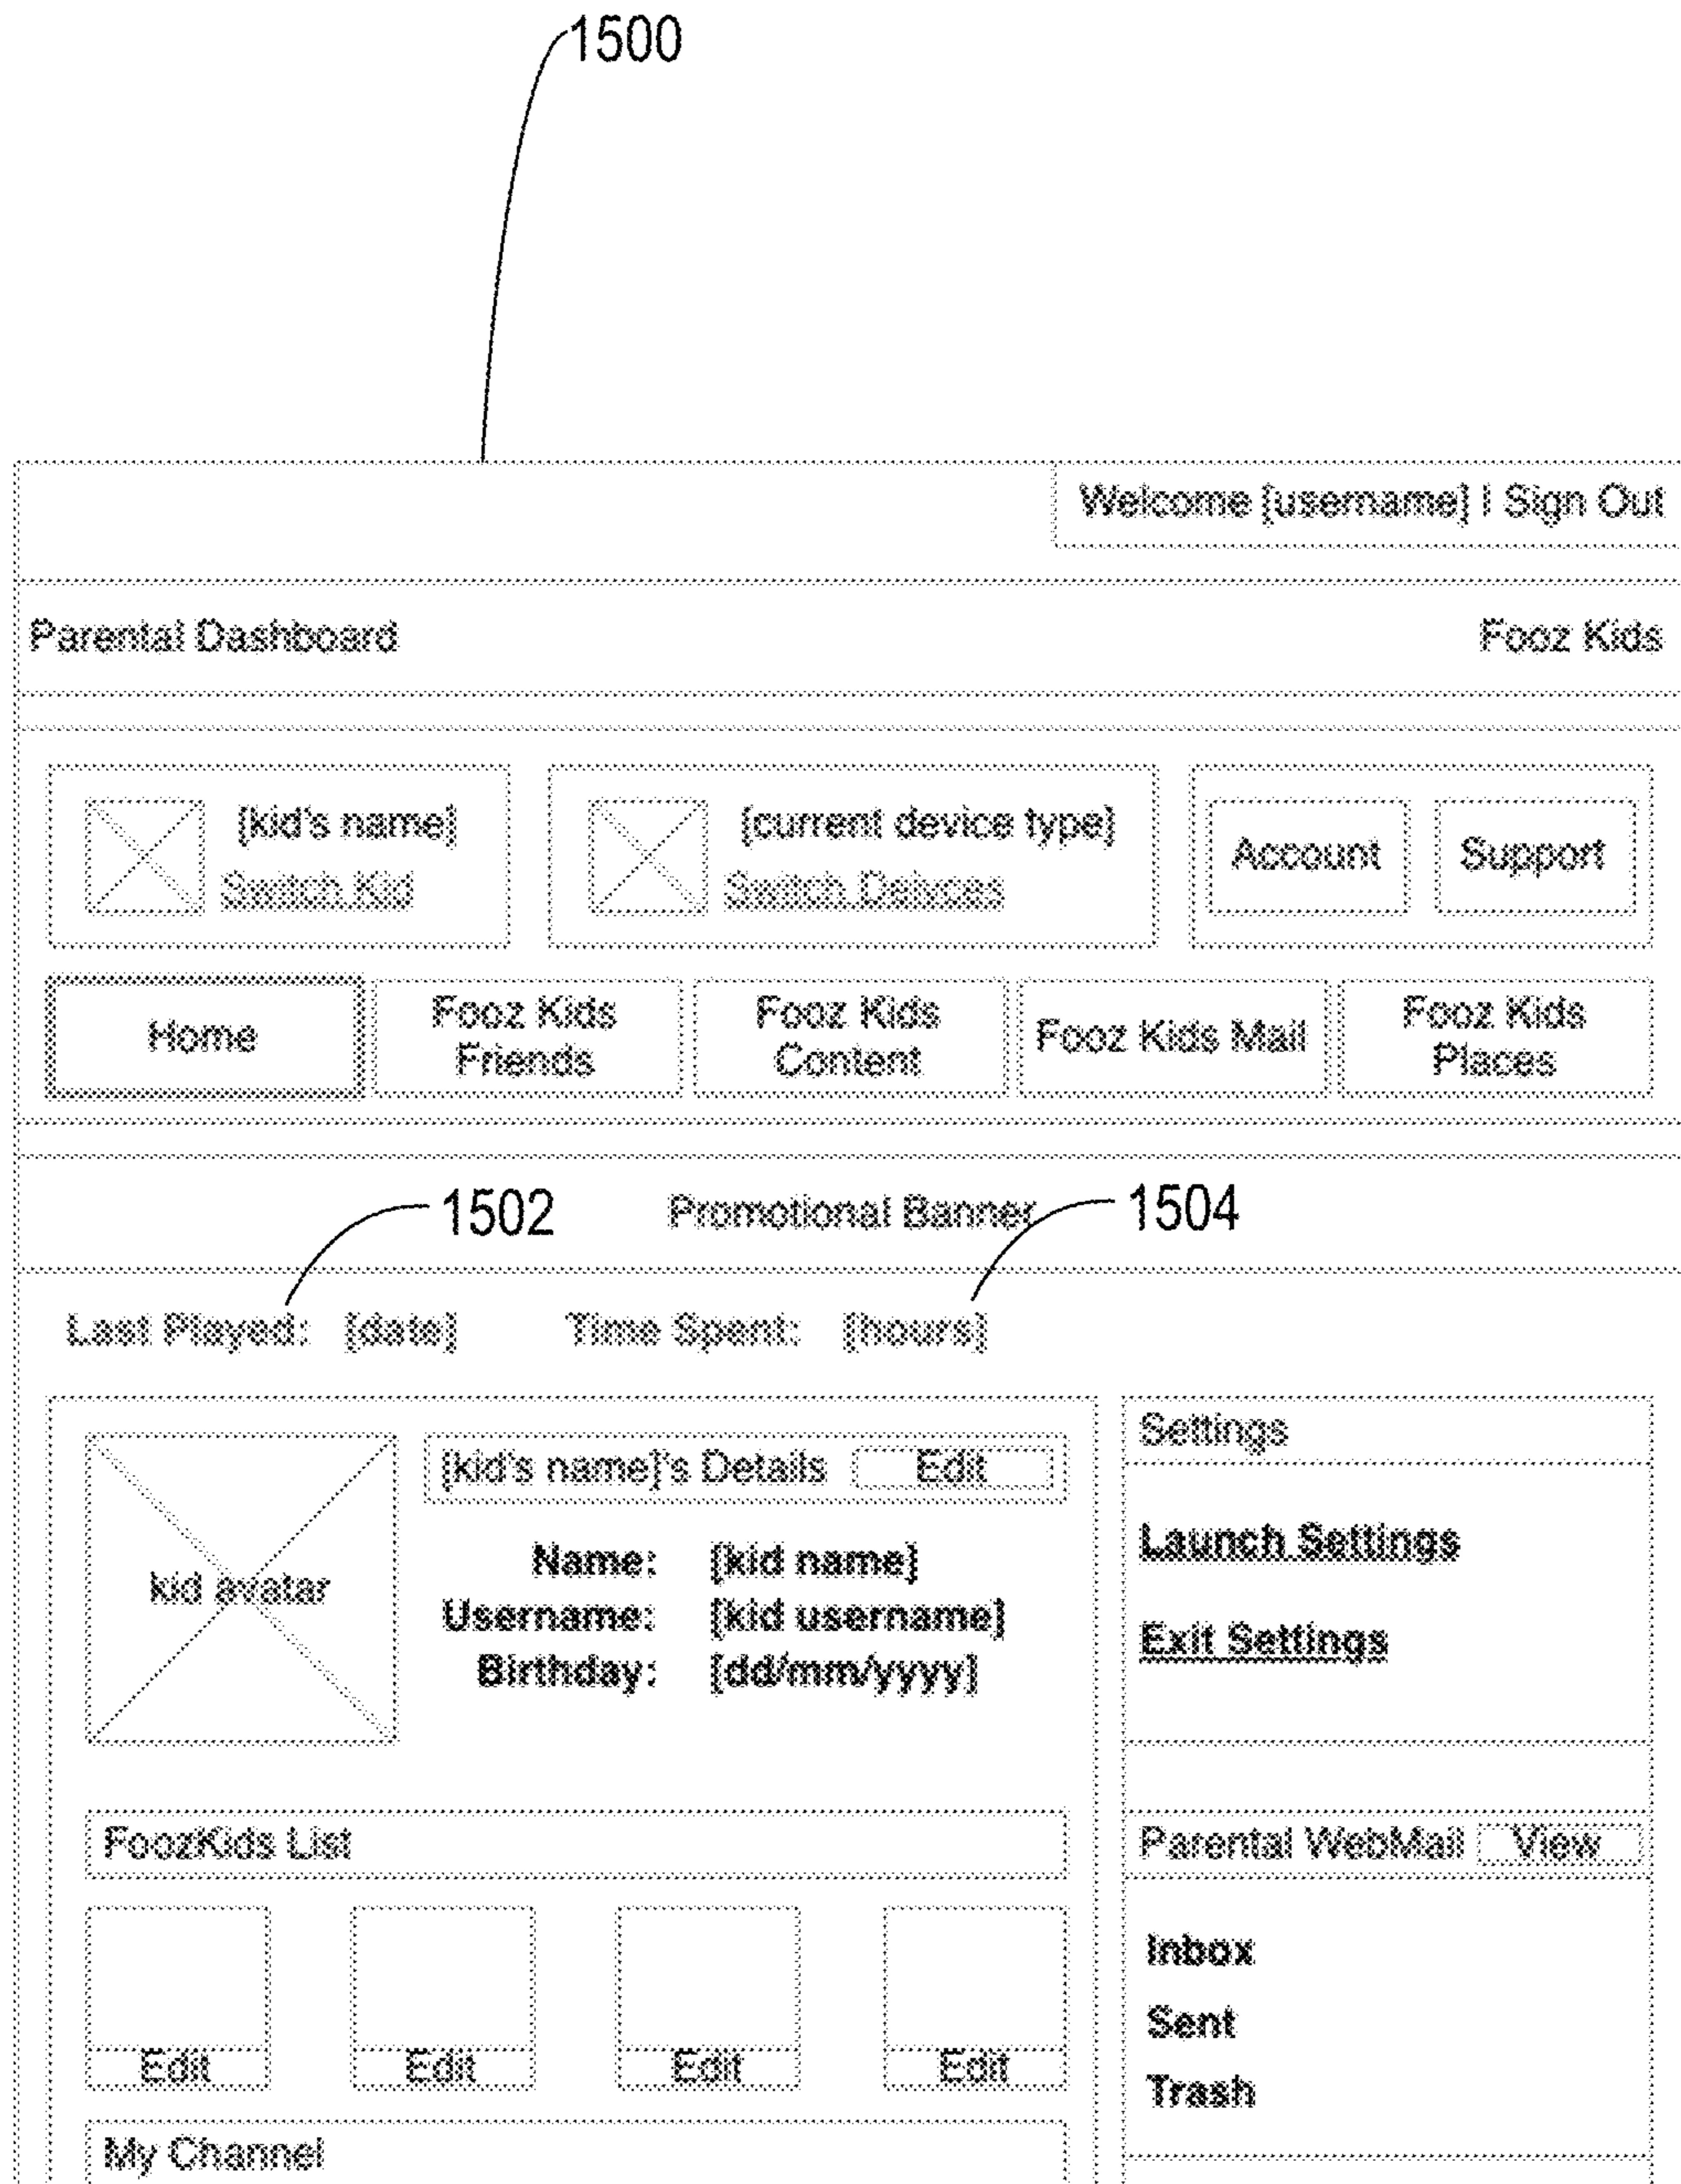 1500
Welcome [username] | Sign Out
Parental Dashboard Fooz Kids
[kid's name] [current device type]
Account Support
Switch Kid Switch Deivces
Home Fooz Kids Friends Fooz Kids Content Fooz Kids Mail Fooz Kids Places
1502 Promotional Banner 1504
Last Played: [date] Time Spent: [hours]
[kid's name]'s Details Edit
kid avatar
Name: [kid name]
Username: [kid username]
Birthday: [dd/mm/yyyy]
Settings
Launch Settings
Exit Settings
FoozKids List
Edit Edit Edit Edit
My Channel
Parental WebMail View
Inbox
Sent
Trash